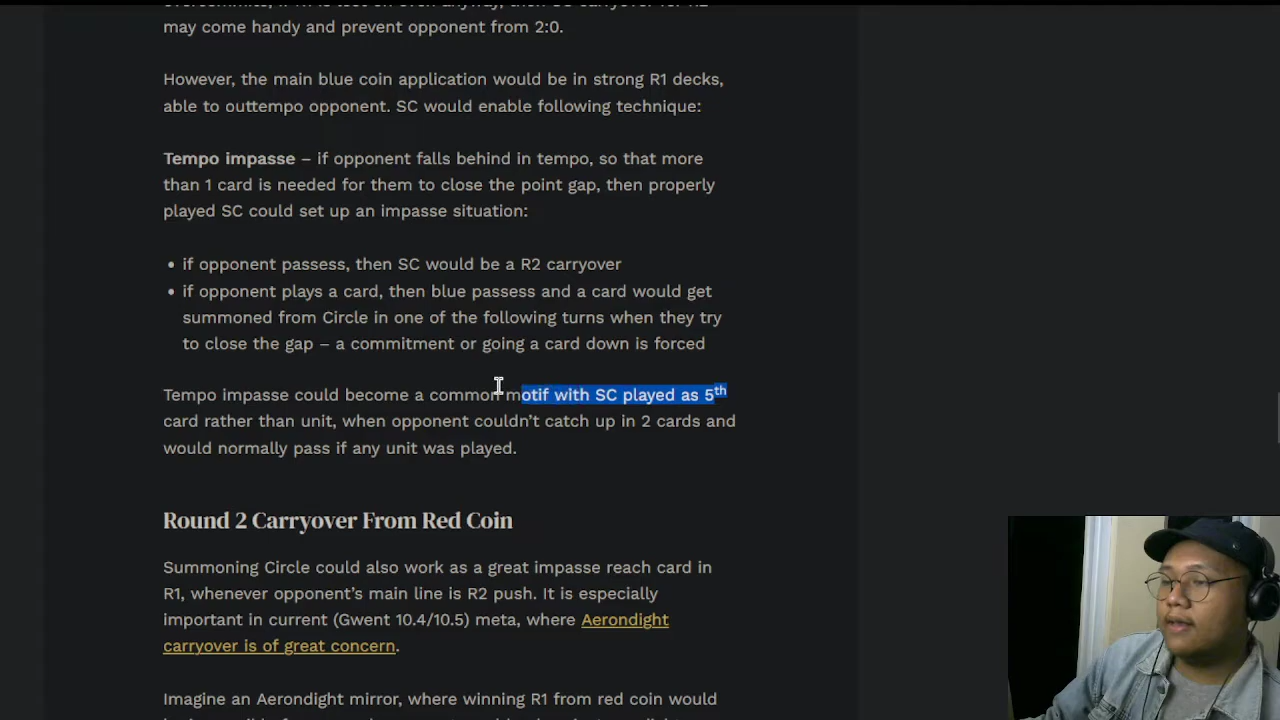 may come handy and prevent opponent from 2:0.
However, the main blue coin application would be in strong R1 decks,
able to outtempo opponent. SC would enable following technique:
Tempo impasse – if opponent falls behind in tempo, so that more
than 1 card is needed for them to close the point gap, then properly
played SC could set up an impasse situation:
• if opponent passess, then SC would be a R2 carryover
• if opponent plays a card, then blue passess and a card would get
summoned from Circle in one of the following turns when they try
to close the gap – a commitment or going a card down is forced
Tempo impasse could become a common motif with SC played as 5th
card rather than unit, when opponent couldn’t catch up in 2 cards and
would normally pass if any unit was played.
Round 2 Carryover From Red Coin
Summoning Circle could also work as a great impasse reach card in
R1, whenever opponent’s main line is R2 push. It is especially
important in current (Gwent 10.4/10.5) meta, where Aerondight
carryover is of great concern.
Imagine an Aerondight mirror, where winning R1 from red coin would